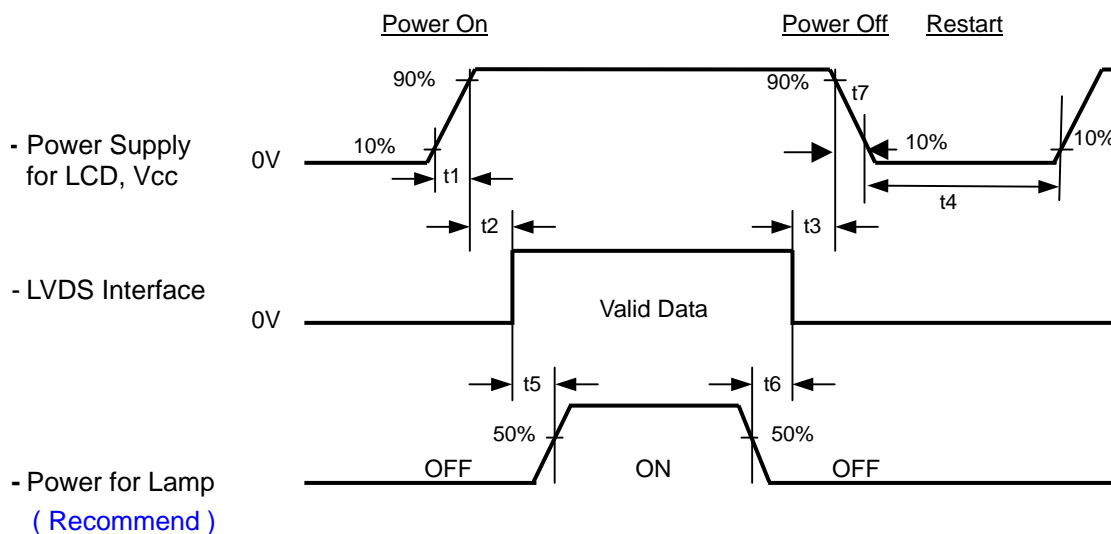 Power On
Power Off Restart
90%
90%
t7
- Power Supply
for LCD, Vcc
0V
10%
10%
10%
t1
t4
t2
t3
- LVDS Interface
0V
Valid Data
t5
t6
50%
50%
OFF
ON
OFF
- Power for Lamp
( Recommend )